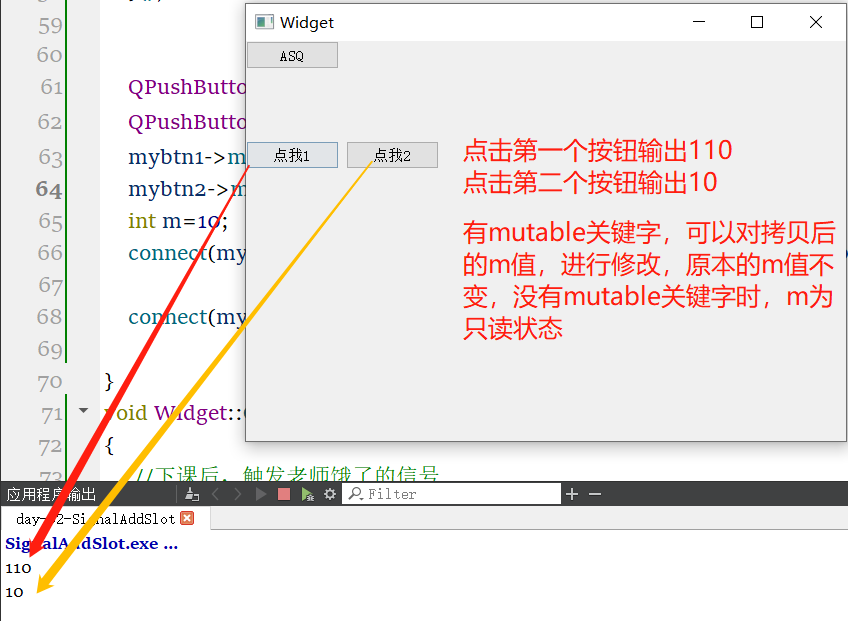 59
60
61 QPushButto
62 QPushButto
63 mybtn1->m
64 mybtn2->m
65 int m=10;
66 connect(my
67
68 connect(my
69
70 }
71 void Widget::
72 {
73 //下课后，触发老师饿了的信号
Widget
ASQ
点我1 点我2
点击第一个按钮输出110
点击第二个按钮输出10
有mutable关键字，可以对拷贝后
的m值，进行修改，原本的m值不
变，没有mutable关键字时，m为
只读状态
应用程序输出 Filter
day-02-SignalAddSlot
SignalAddSlot.exe ...
110
10